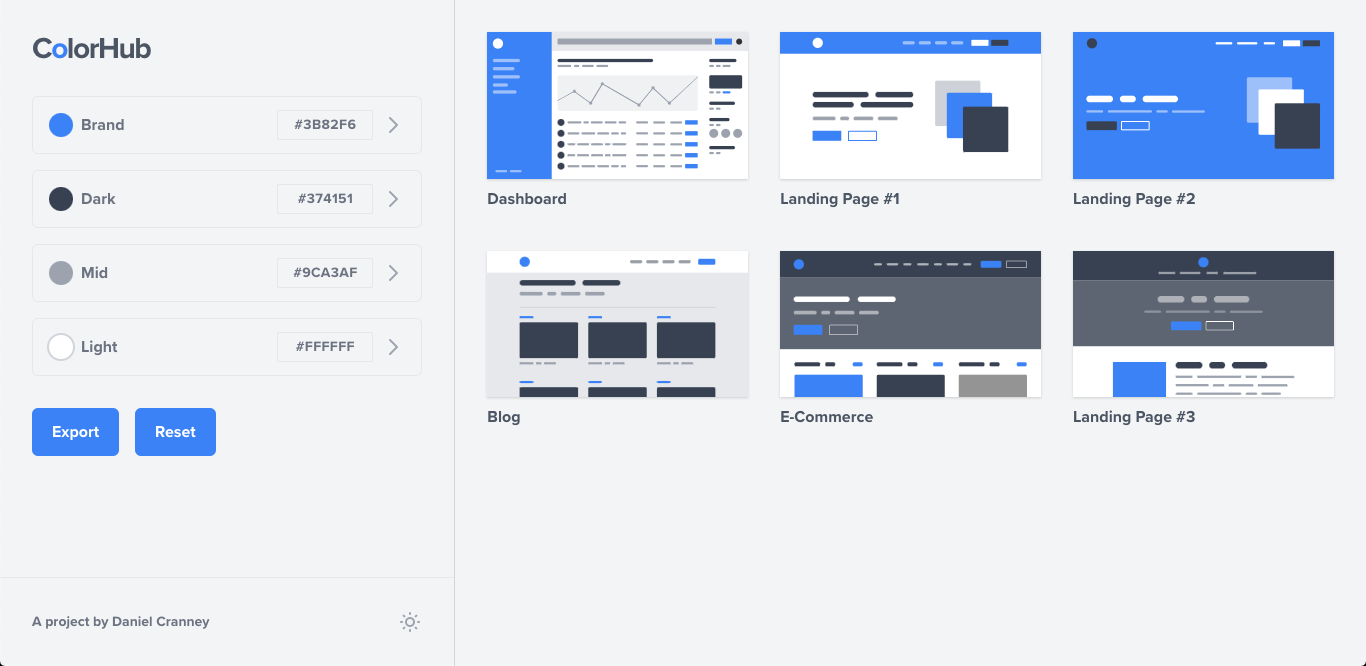 ColorHub
Brand #3B82F6
Dark #374151
Mid #9CA3AF
Light #FFFFFF
Export Reset
A project by Daniel Cranney
Dashboard Landing Page #1 Landing Page #2
Blog E-Commerce Landing Page #3